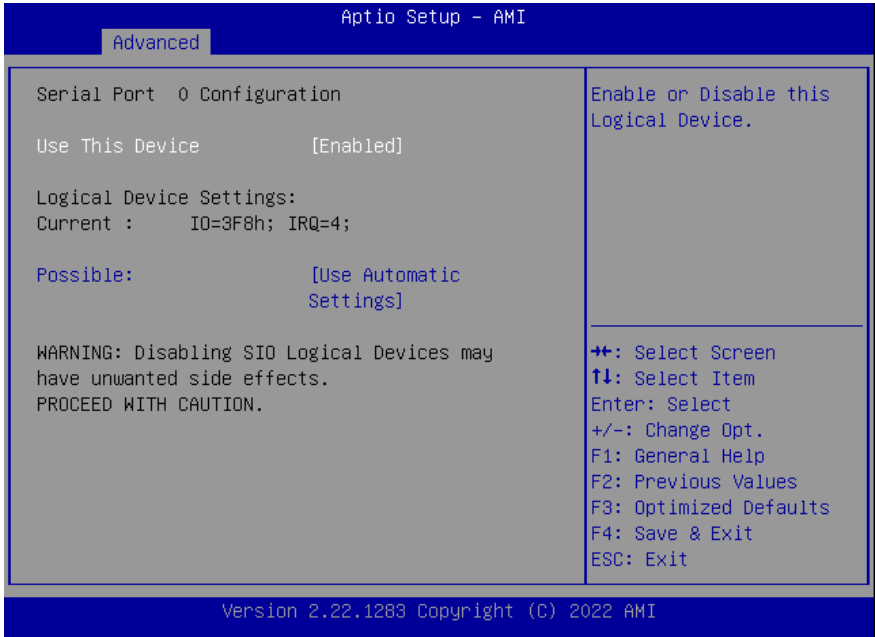 Aptio Setup – AMI
Advanced
Serial Port 0 Configuration
Use This Device [Enabled]
Logical Device Settings:
Current : IO=3F8h; IRQ=4;
Possible: [Use Automatic
Settings]
WARNING: Disabling SIO Logical Devices may
have unwanted side effects.
PROCEED WITH CAUTION.
Enable or Disable this
Logical Device.
→←: Select Screen
↑↓: Select Item
Enter: Select
+/-: Change Opt.
F1: General Help
F2: Previous Values
F3: Optimized Defaults
F4: Save & Exit
ESC: Exit
Version 2.22.1283 Copyright (C) 2022 AMI